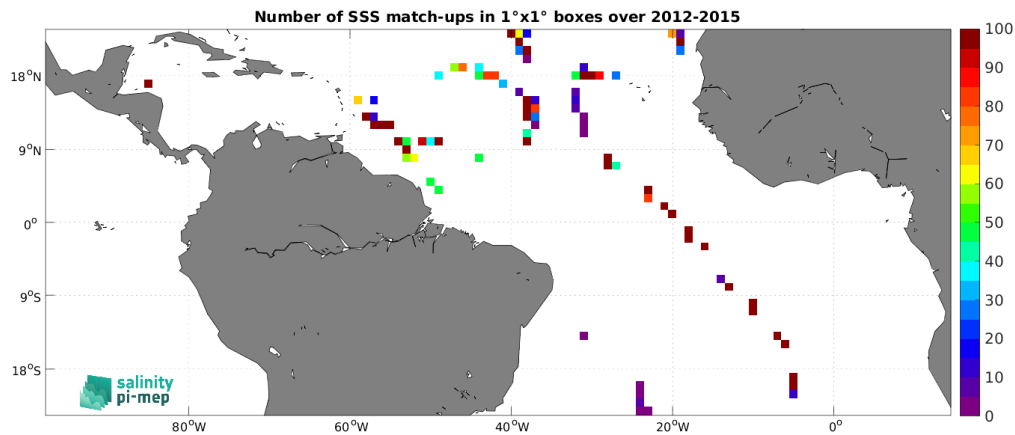 Number of SSS match-ups in 1°x1° boxes over 2012-2015
100
90
80
70
60
50
40
30
20
10
0
18°N
9°N
0°
9°S
18°S
salinity
pi-mep
80°W
60°W
40°W
20°W
0°